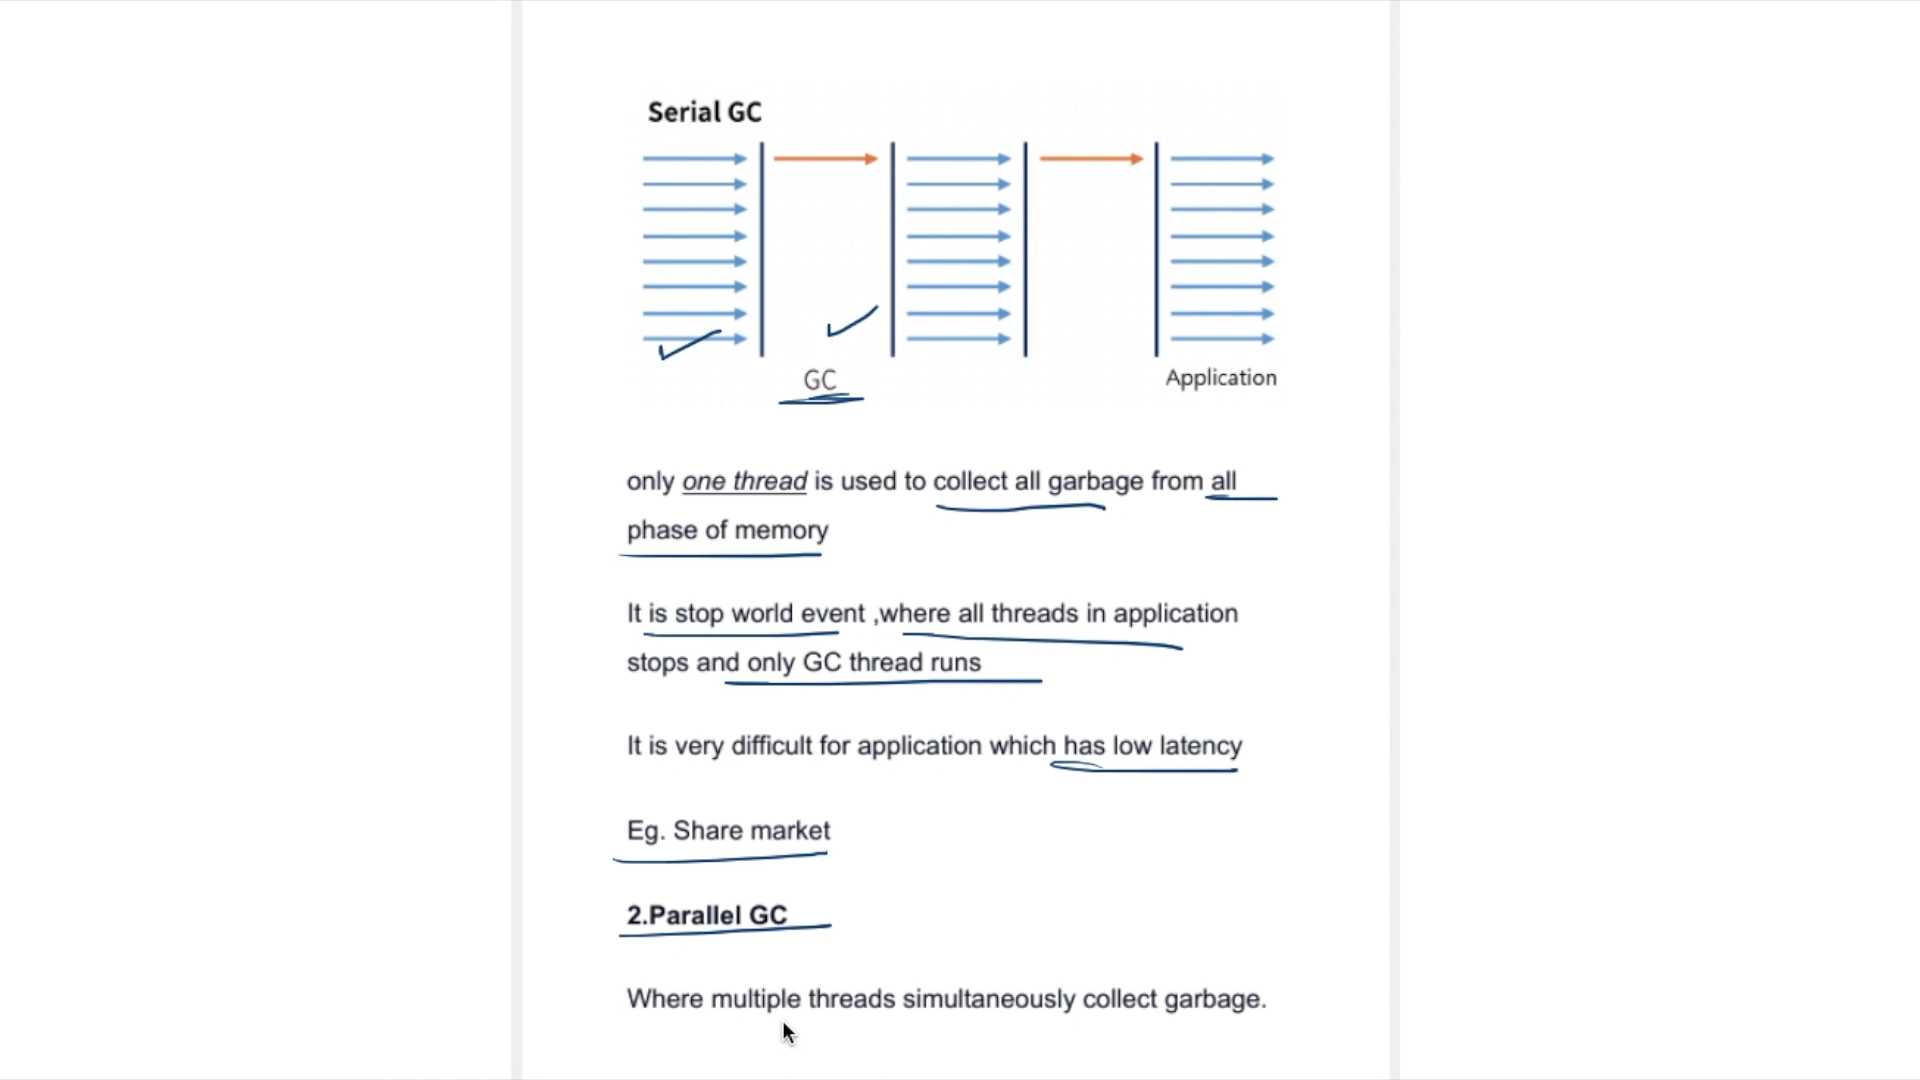 Serial GC
GC
Application
only one thread is used to collect all garbage from all
phase of memory
It is stop world event ,where all threads in application
stops and only GC thread runs
It is very difficult for application which has low latency
Eg. Share market
2.Parallel GC
Where multiple threads simultaneously collect garbage.